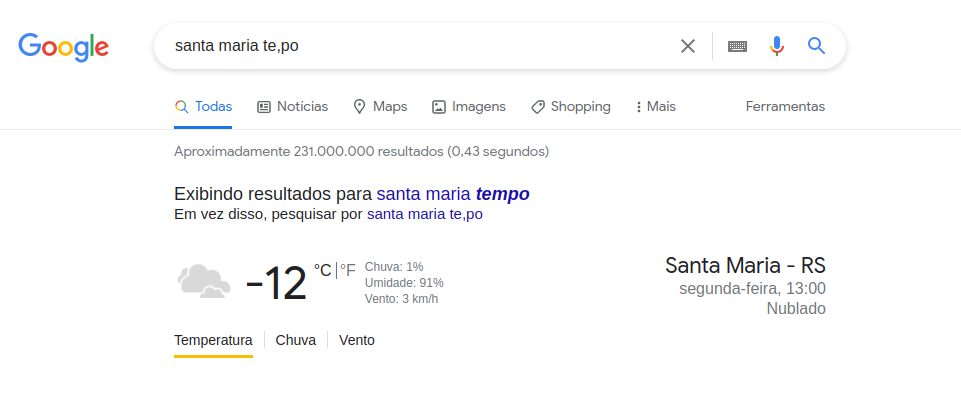 Google
santa maria te,po
Todas Notícias Maps Imagens Shopping Mais Ferramentas
Aproximadamente 231.000.000 resultados (0,43 segundos)
Exibindo resultados para santa maria tempo
Em vez disso, pesquisar por santa maria te,po
-12 °C | °F
Chuva: 1%
Umidade: 91%
Vento: 3 km/h
Santa Maria - RS
segunda-feira, 13:00
Nublado
Temperatura | Chuva | Vento